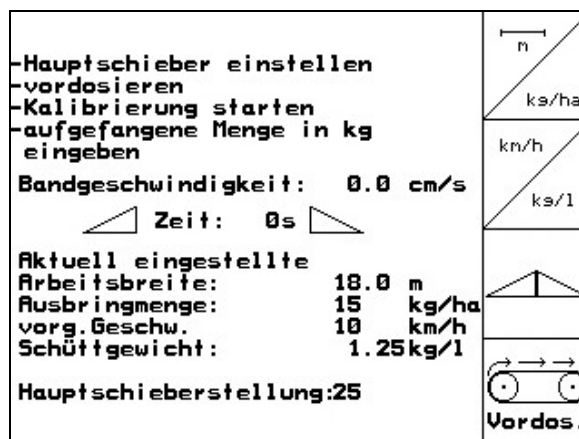 -Hauptschieber einstellen
-vordosieren
-Kalibrierung starten
-aufgefangene Menge in kg
eingeben
Bandgeschwindigkeit: 0.0 cm/s
Zeit: 0s
Aktuell eingestellte
Arbeitsbreite: 18.0 m
Ausbringmenge: 15 kg/ha
vorg.Geschw. 10 km/h
Schüttgewicht: 1.25kg/l
Hauptschieberstellung:25
m
kg/ha
km/h
kg/l
Vordos.